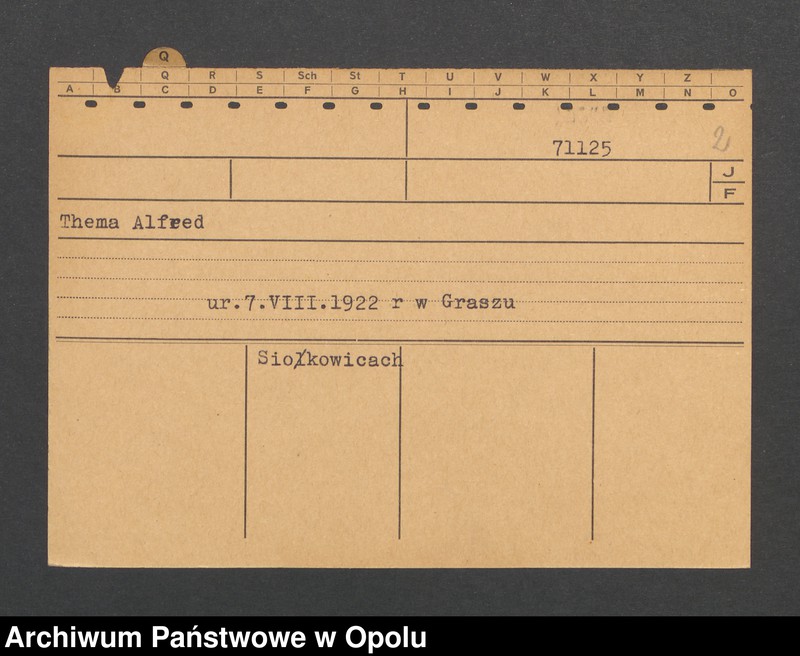 Q
Q R S Sch St T U V W X Y Z
A B C D E F G H I J K L M N O
71125 2
J
F
Thema Alfred
ur.7.VIII.1922 r w Graszu
Siołkowicach
Archiwum Państwowe w Opolu